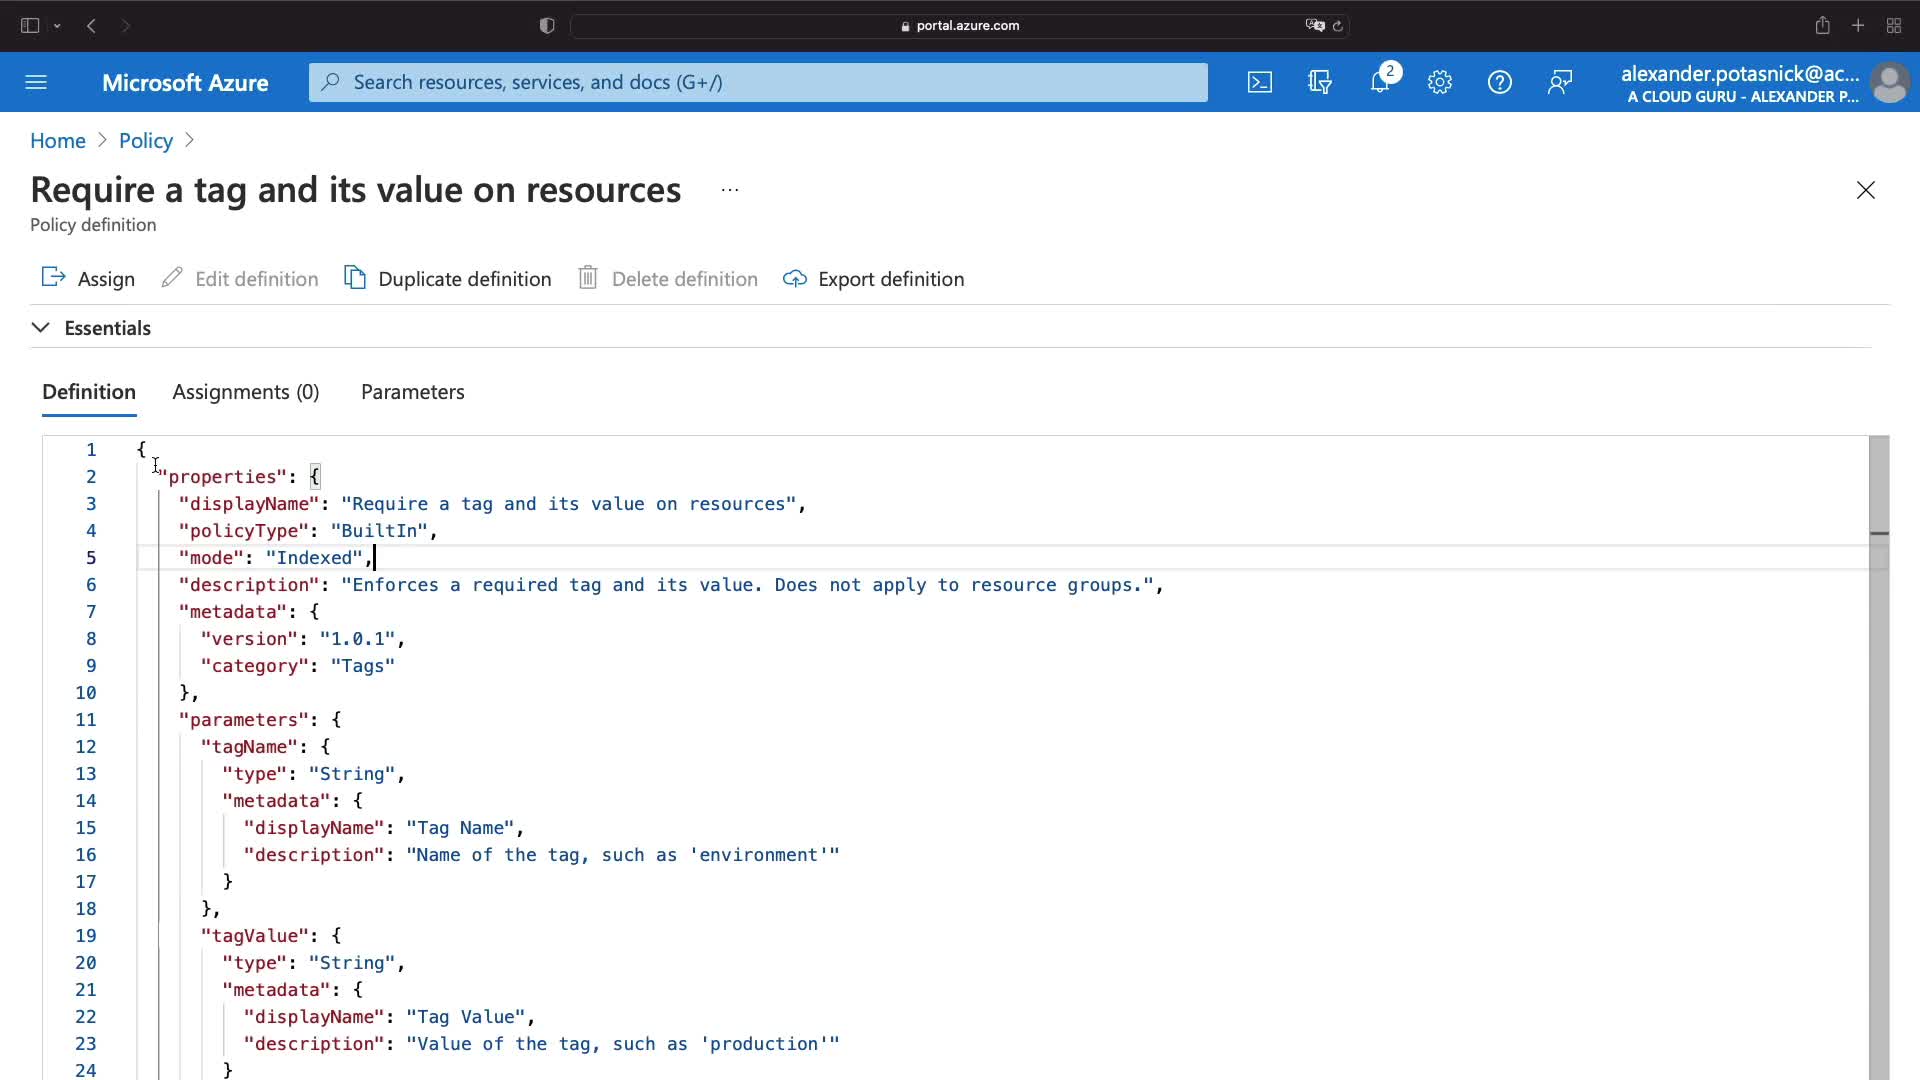 portal.azure.com
Microsoft Azure
Search resources, services, and docs (G+/)
2
alexander.potasnick@ac...
A CLOUD GURU - ALEXANDER P...
Home > Policy >
Require a tag and its value on resources ...
Policy definition
Assign Edit definition Duplicate definition Delete definition Export definition
Essentials
Definition Assignments (0) Parameters
1 {
2 "properties": {
3 "displayName": "Require a tag and its value on resources",
4 "policyType": "BuiltIn",
5 "mode": "Indexed",
6 "description": "Enforces a required tag and its value. Does not apply to resource groups.",
7 "metadata": {
8 "version": "1.0.1",
9 "category": "Tags"
10 },
11 "parameters": {
12 "tagName": {
13 "type": "String",
14 "metadata": {
15 "displayName": "Tag Name",
16 "description": "Name of the tag, such as 'environment'"
17 }
18 },
19 "tagValue": {
20 "type": "String",
21 "metadata": {
22 "displayName": "Tag Value",
23 "description": "Value of the tag, such as 'production'"
24 }